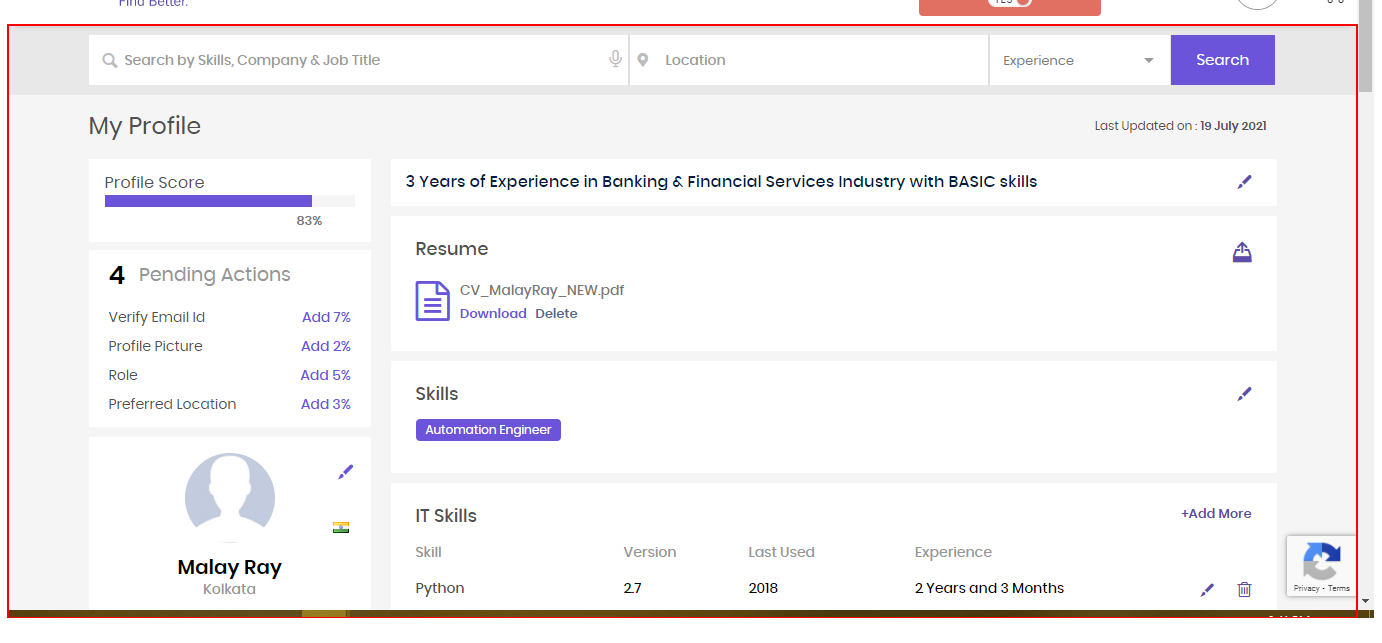 Find Better.
YES
Search by Skills, Company & Job Title
Location
Experience
Search
My Profile
Last Updated on : 19 July 2021
Profile Score
83%
4 Pending Actions
Verify Email Id Add 7%
Profile Picture Add 2%
Role Add 5%
Preferred Location Add 3%
Malay Ray
Kolkata
3 Years of Experience in Banking & Financial Services Industry with BASIC skills
Resume
CV_MalayRay_NEW.pdf
Download Delete
Skills
Automation Engineer
IT Skills
+Add More
Skill Version Last Used Experience
Python 2.7 2018 2 Years and 3 Months
Privacy - Terms